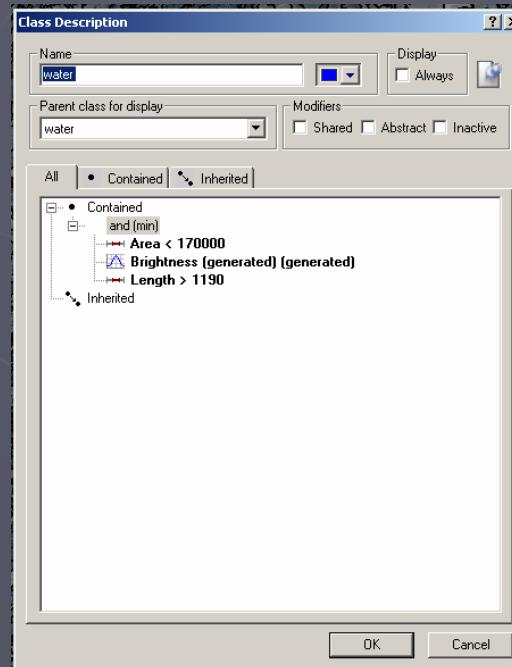 Class Description
Name
water
Display
Always
Parent class for display
water
Modifiers
Shared Abstract Inactive
All Contained Inherited
Contained
and (min)
Area < 170000
Brightness (generated) (generated)
Length > 1190
Inherited
OK Cancel